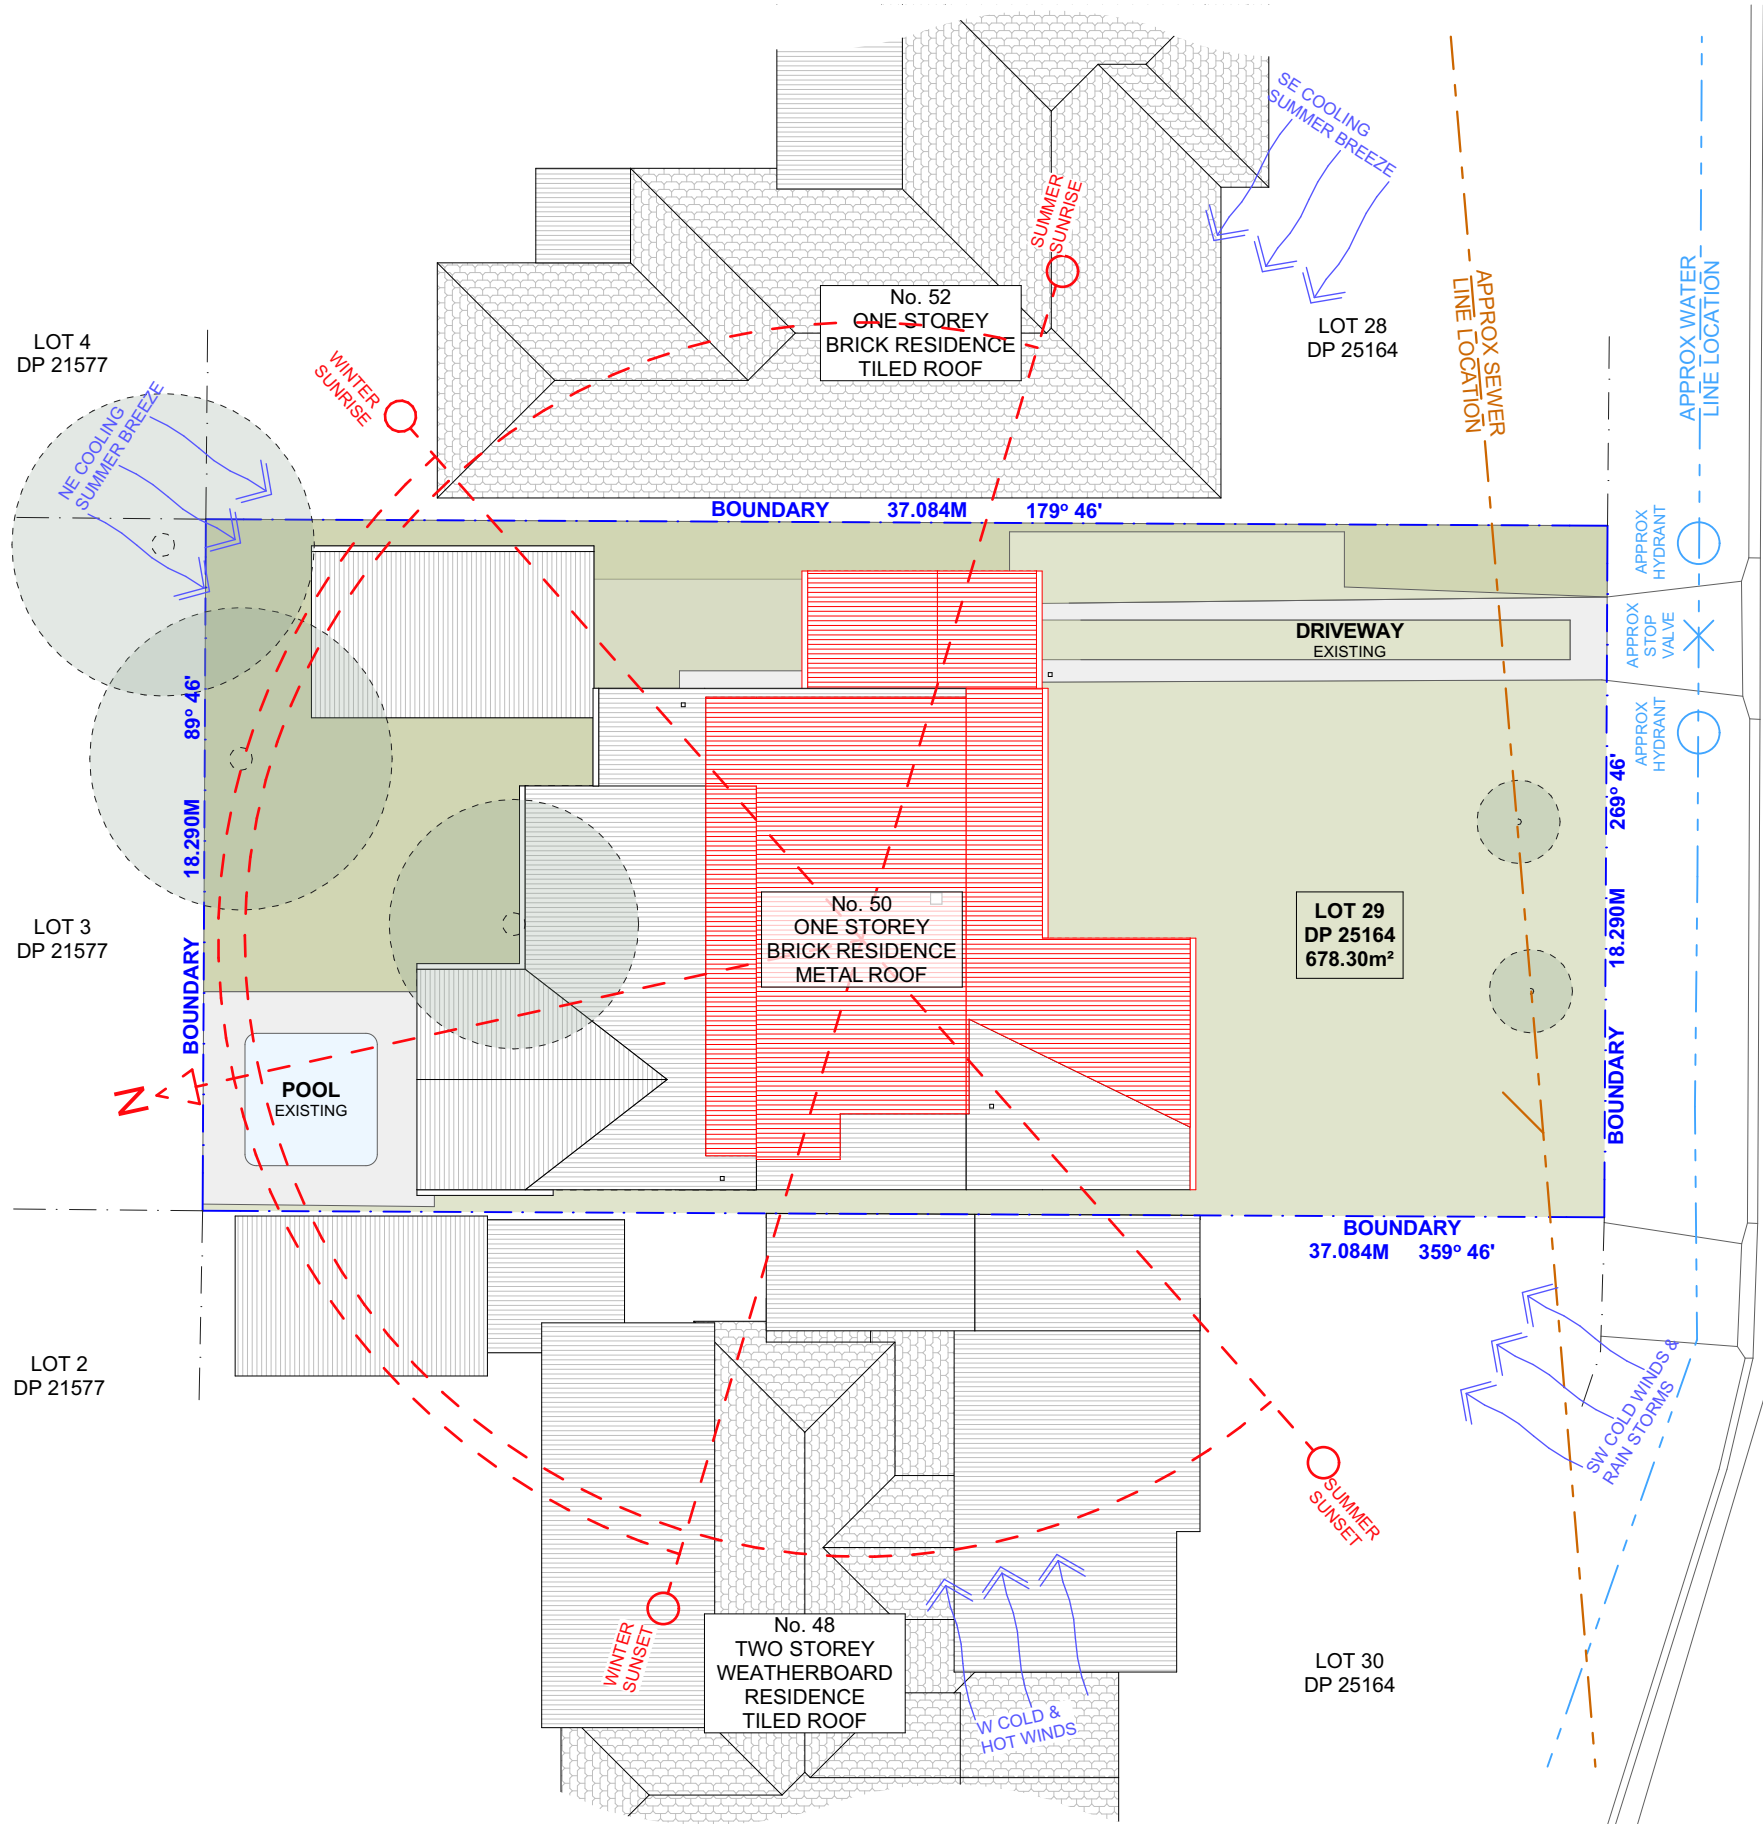 SE COOLING
SUMMER BREEZE
SUMMER
SUNRISE
No. 52
ONE STOREY
BRICK RESIDENCE
TILED ROOF
LOT 28
DP 25164
APPROX SEWER
LINE LOCATION
APPROX WATER
LINE LOCATION
LOT 4
DP 21577
WINTER
SUNRISE
NE COOLING
SUMMER BREEZE
BOUNDARY 37.084M 179° 46'
APPROX
HYDRANT
DRIVEWAY
EXISTING
APPROX
STOP
VALVE
APPROX
HYDRANT
BOUNDARY 18.290M 89° 46'
BOUNDARY 18.290M 269° 46'
LOT 3
DP 21577
No. 50
ONE STOREY
BRICK RESIDENCE
METAL ROOF
LOT 29
DP 25164
678.30m²
N
POOL
EXISTING
BOUNDARY
37.084M 359° 46'
LOT 2
DP 21577
SW COLD WINDS &
RAIN STORMS
SUMMER
SUNSET
WINTER
SUNSET
No. 48
TWO STOREY
WEATHERBOARD
RESIDENCE
TILED ROOF
W COLD &
HOT WINDS
LOT 30
DP 25164